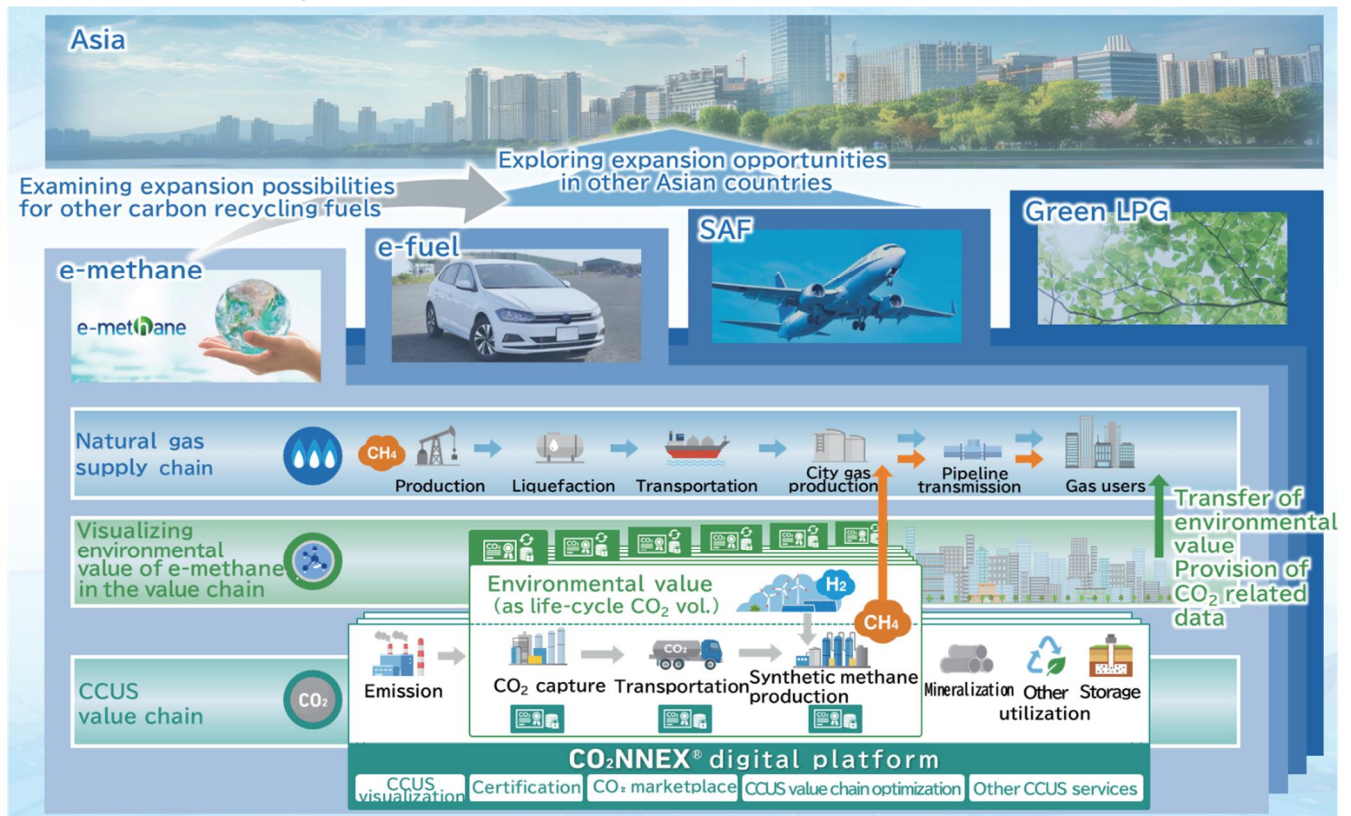 Asia
Exploring expansion opportunities
in other Asian countries
Examining expansion possibilities
for other carbon recycling fuels
e-methane
e-methane
e-fuel
SAF
Green LPG
Natural gas
supply chain
CH4
Production
Liquefaction
Transportation
City gas
production
Pipeline
transmission
Gas users
Transfer of
environmental
value
Provision of
CO₂ related
data
Visualizing
environmental
value of e-methane
in the value chain
Environmental value
(as life-cycle CO₂ vol.)
H₂
CH₄
CCUS
value chain
CO₂
Emission
CO₂ capture
CO₂
Transportation
Synthetic methane
production
Mineralization
Other
utilization
Storage
CO₂NNEX® digital platform
CCUS
visualization
Certification
CO₂ marketplace
CCUS value chain optimization
Other CCUS services